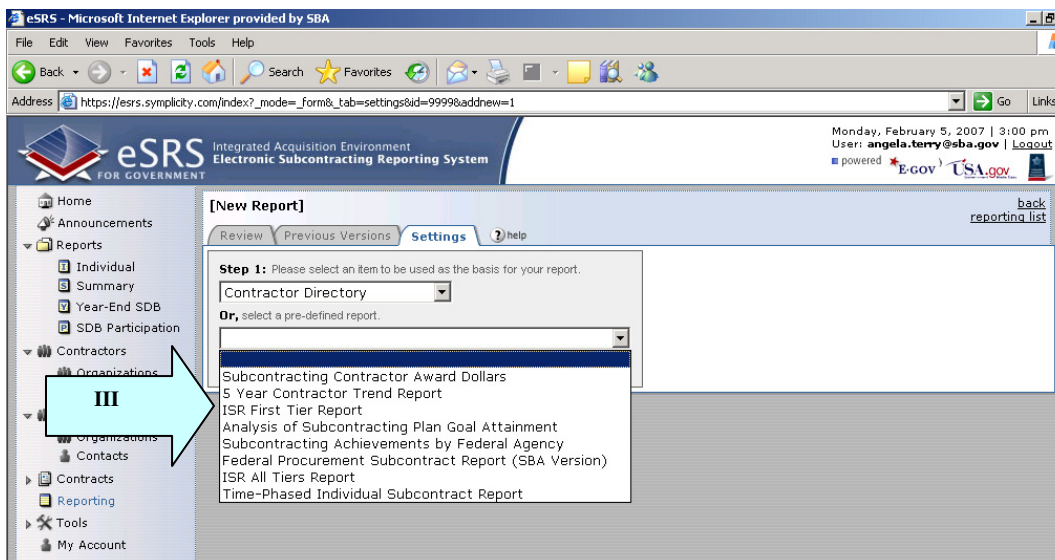 eSRS - Microsoft Internet Explorer provided by SBA
File Edit View Favorites Tools Help
Back Search Favorites
Address https://esrs.symplicity.com/index?_mode=_form&_tab=settings&id=9999&addnew=1 Go Links
eSRS
FOR GOVERNMENT
Integrated Acquisition Environment
Electronic Subcontracting Reporting System
Monday, February 5, 2007 | 3:00 pm
User: angela.terry@sba.gov | Logout
powered E-GOV USA.gov
Home
Announcements
Reports
Individual
Summary
Year-End SDB
SDB Participation
Contractors
Organizations
III
Organizations
Contacts
Contracts
Reporting
Tools
My Account
[New Report]
back
reporting list
Review Previous Versions Settings ? help
Step 1: Please select an item to be used as the basis for your report.
Contractor Directory
Or, select a pre-defined report.
Subcontracting Contractor Award Dollars
5 Year Contractor Trend Report
ISR First Tier Report
Analysis of Subcontracting Plan Goal Attainment
Subcontracting Achievements by Federal Agency
Federal Procurement Subcontract Report (SBA Version)
ISR All Tiers Report
Time-Phased Individual Subcontract Report